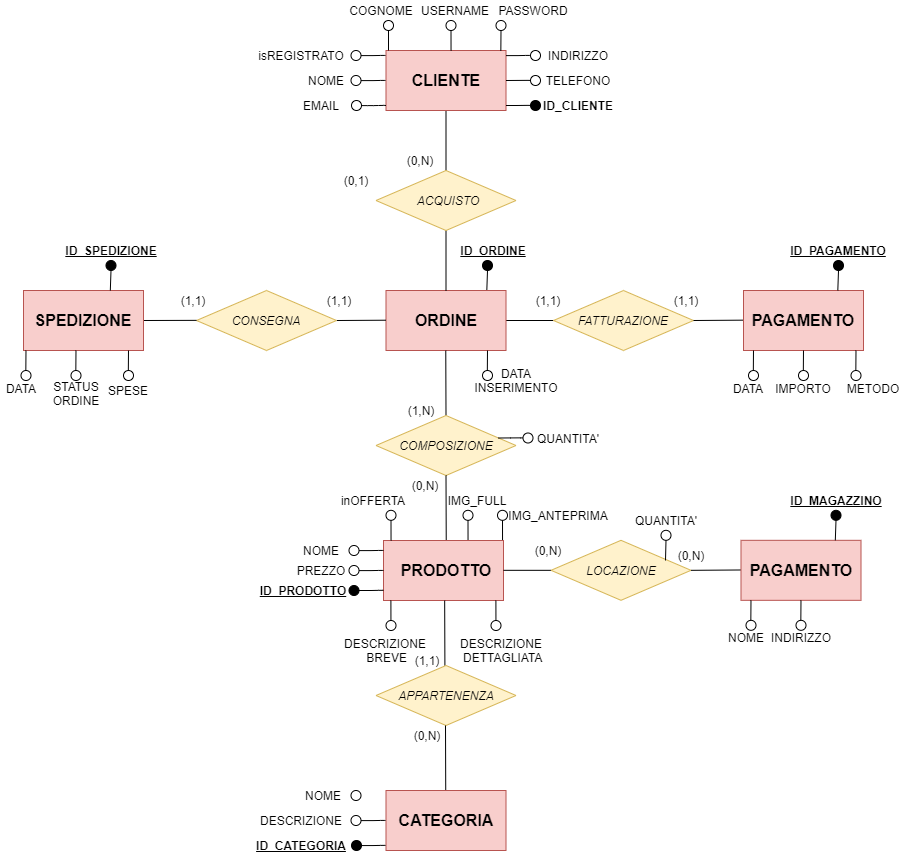 COGNOME USERNAME PASSWORD
isREGISTRATO INDIRIZZO
NOME CLIENTE TELEFONO
EMAIL ID_CLIENTE
(0,N)
(0,1)
ACQUISTO
ID_SPEDIZIONE ID_ORDINE ID_PAGAMENTO
(1,1) (1,1) (1,1) (1,1)
SPEDIZIONE CONSEGNA ORDINE FATTURAZIONE PAGAMENTO
DATA STATUS ORDINE SPESE DATA INSERIMENTO DATA IMPORTO METODO
(1,N)
COMPOSIZIONE QUANTITA'
(0,N)
inOFFERTA IMG_FULL ID_MAGAZZINO
IMG_ANTEPRIMA QUANTITA'
NOME (0,N) (0,N)
PREZZO PRODOTTO LOCAZIONE PAGAMENTO
ID_PRODOTTO
DESCRIZIONE BREVE DESCRIZIONE DETTAGLIATA NOME INDIRIZZO
(1,1)
APPARTENENZA
(0,N)
NOME
DESCRIZIONE CATEGORIA
ID_CATEGORIA